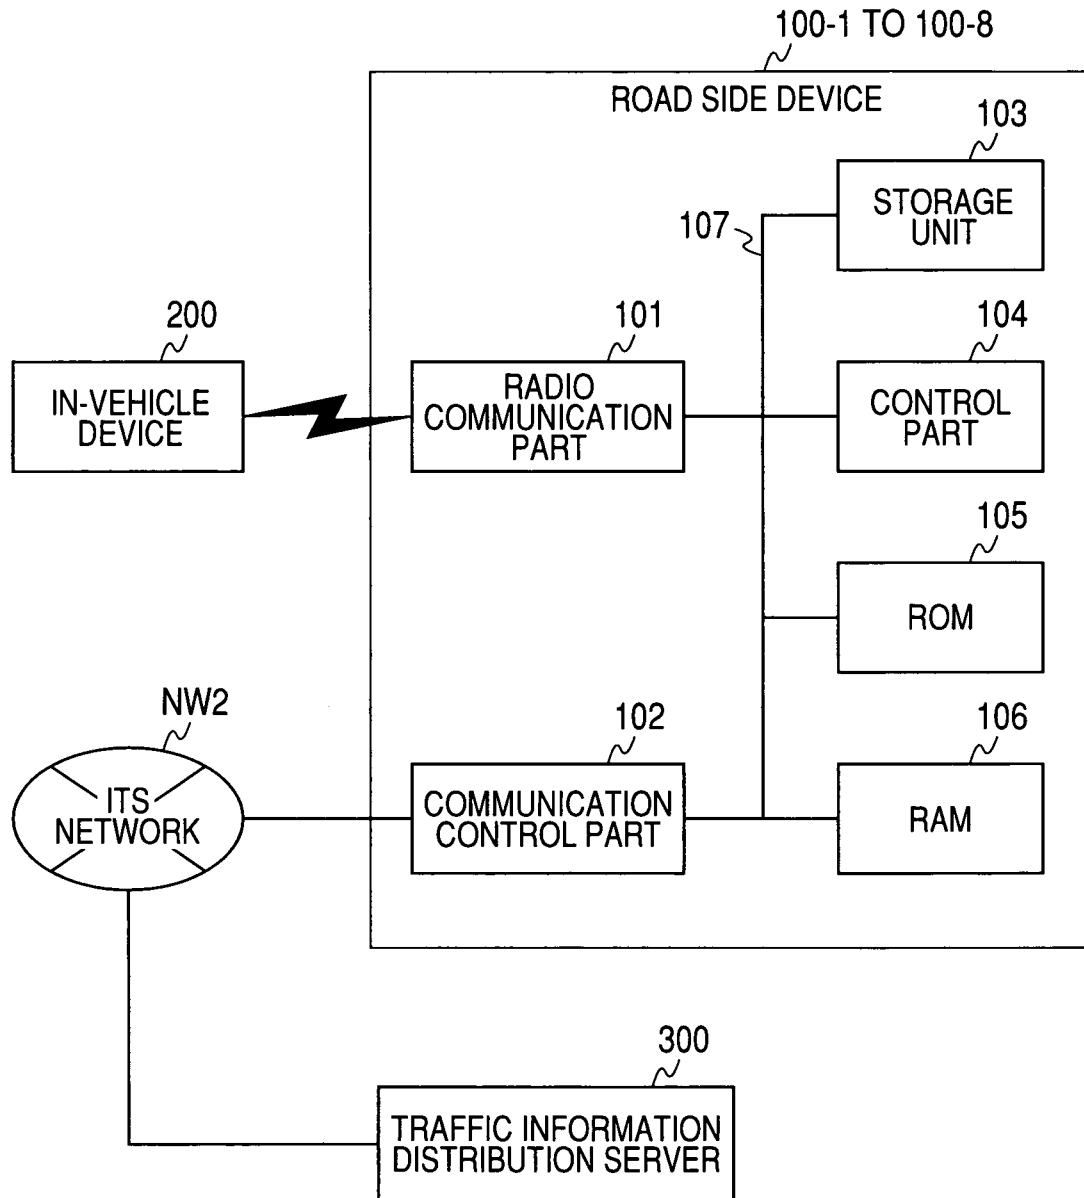 100-1 TO 100-8
ROAD SIDE DEVICE
103
STORAGE
UNIT
107
200
IN-VEHICLE
DEVICE
101
RADIO
COMMUNICATION
PART
104
CONTROL
PART
105
ROM
NW2
ITS
NETWORK
102
COMMUNICATION
CONTROL PART
106
RAM
300
TRAFFIC INFORMATION
DISTRIBUTION SERVER